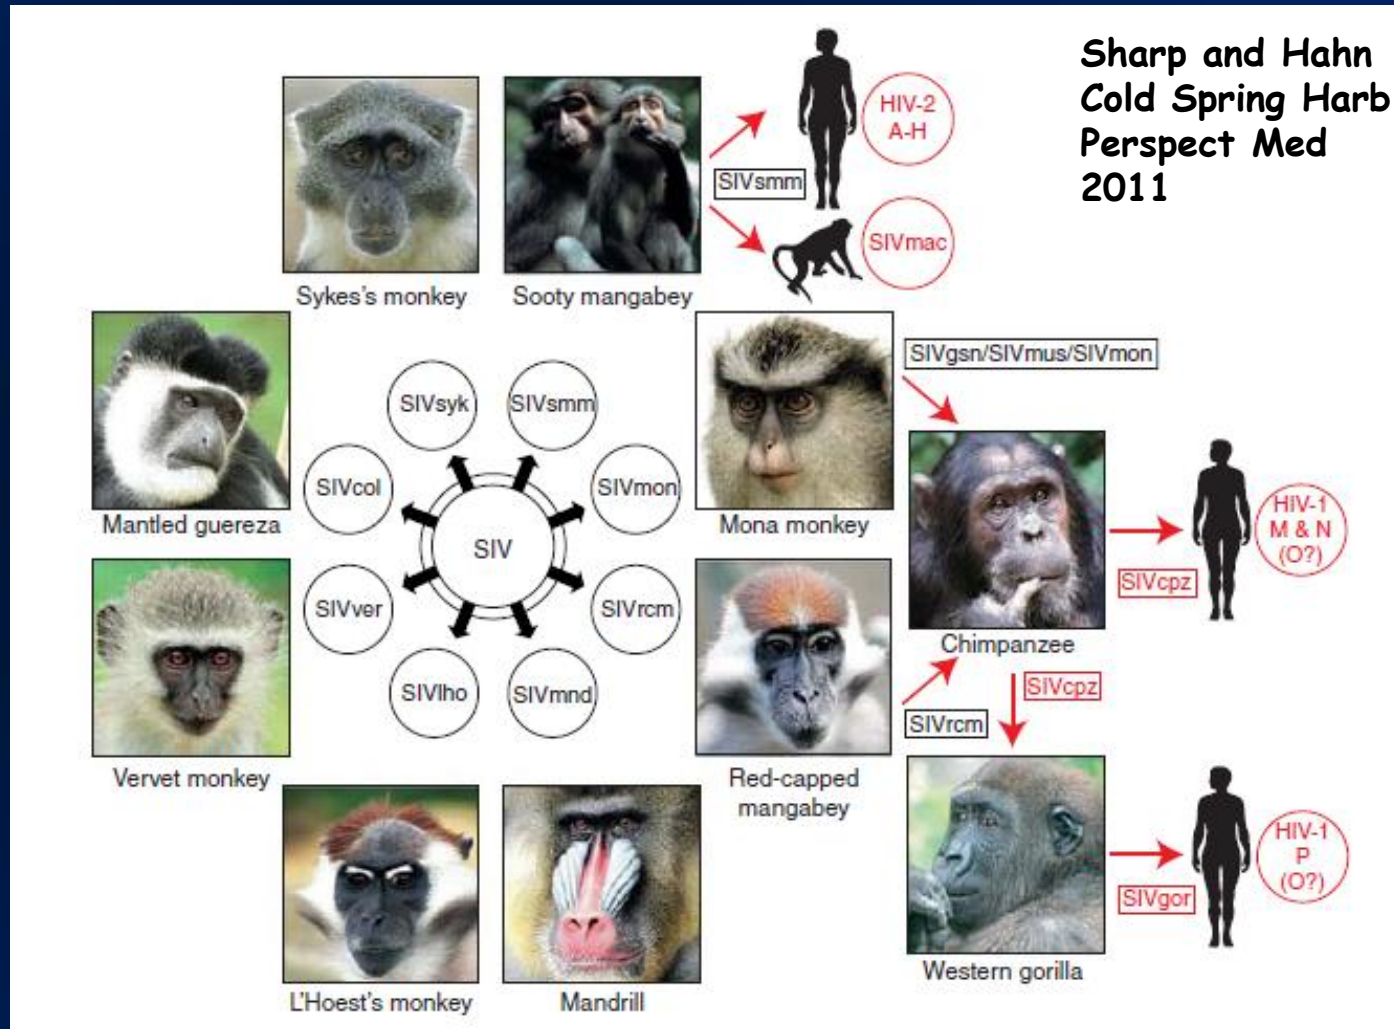 Sharp and Hahn
Cold Spring Harb
Perspect Med
2011
HIV-2
A-H
SIVsmm
SIVmac
Sykes's monkey
Sooty mangabey
SIVgsn/SIVmus/SIVmon
SIVsyk
SIVsmm
SIVcol
SIVmon
Mantled guereza
Mona monkey
SIV
HIV-1
M & N
(O?)
SIVcpz
SIVver
SIVrcm
Chimpanzee
SIVlho
SIVmnd
SIVcpz
SIVrcm
Vervet monkey
Red-capped
mangabey
HIV-1
P
(O?)
SIVgor
Western gorilla
L'Hoest's monkey
Mandrill